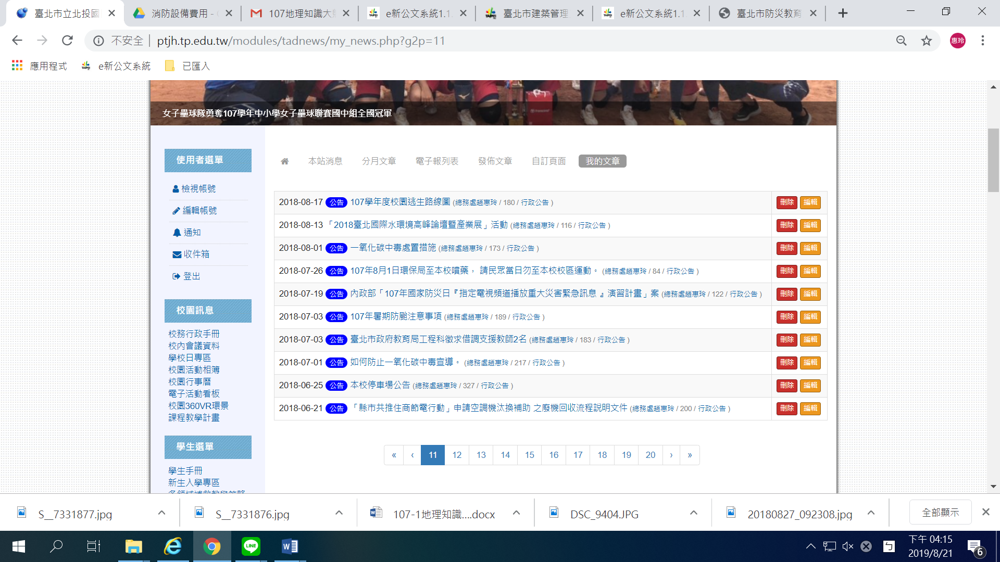 臺北市立北投國
消防設備費用 -
107地理知識大
e新公文系統1.1
臺北市建築管理
e新公文系統1.1
臺北市防災教育
不安全 | ptjh.tp.edu.tw/modules/tadnews/my_news.php?g2p=11
惠玲
應用程式 e新公文系統 已匯入
女子壘球隊勇奪107學年中小學女子壘球聯賽國中組全國冠軍
使用者選單
檢視帳號
編輯帳號
通知
收件箱
登出
校園訊息
校務行政手冊
校內會議資料
學校日專區
校園活動相簿
校園行事曆
電子活動看板
校園360VR環景
課程教學計畫
學生選單
學生手冊
新生入學專區
本站消息 分月文章 電子報列表 發佈文章 自訂頁面 我的文章
2018-08-17 公告 107學年度校園逃生路線圖 (總務處趙惠玲 / 180 / 行政公告 ) 刪除 編輯
2018-08-13 「2018臺北國際水環境高峰論壇暨產業展」活動 (總務處趙惠玲 / 116 / 行政公告 ) 刪除 編輯
2018-08-01 公告 一氧化碳中毒處置措施 (總務處趙惠玲 / 173 / 行政公告 ) 刪除 編輯
2018-07-26 公告 107年8月1日環保局至本校噴藥， 請民眾當日勿至本校校區運動。 (總務處趙惠玲 / 84 / 行政公告 ) 刪除 編輯
2018-07-19 公告 內政部「107年國家防災日『指定電視頻道播放重大災害緊急訊息 』演習計畫」案 (總務處趙惠玲 / 122 / 行政公告 ) 刪除 編輯
2018-07-03 公告 107年暑期防颱注意事項 (總務處趙惠玲 / 189 / 行政公告 ) 刪除 編輯
2018-07-03 公告 臺北市政府教育局工程科徵求借調支援教師2名 (總務處趙惠玲 / 183 / 行政公告 ) 刪除 編輯
2018-07-01 公告 如何防止一氧化碳中毒宣導。 (總務處趙惠玲 / 217 / 行政公告 ) 刪除 編輯
2018-06-25 公告 本校停車場公告 (總務處趙惠玲 / 327 / 行政公告 ) 刪除 編輯
2018-06-21 公告 「縣市共推住商節電行動」申請空調機汰換補助 之廢機回收流程說明文件 (總務處趙惠玲 / 200 / 行政公告 ) 刪除 編輯
« ‹ 11 12 13 14 15 16 17 18 19 20 › »
S__7331877.jpg S__7331876.jpg 107-1地理知識....docx DSC_9404.JPG 20180827_092308.jpg 全部顯示
LINE
ㄅ
下午 04:15
2019/8/21
6